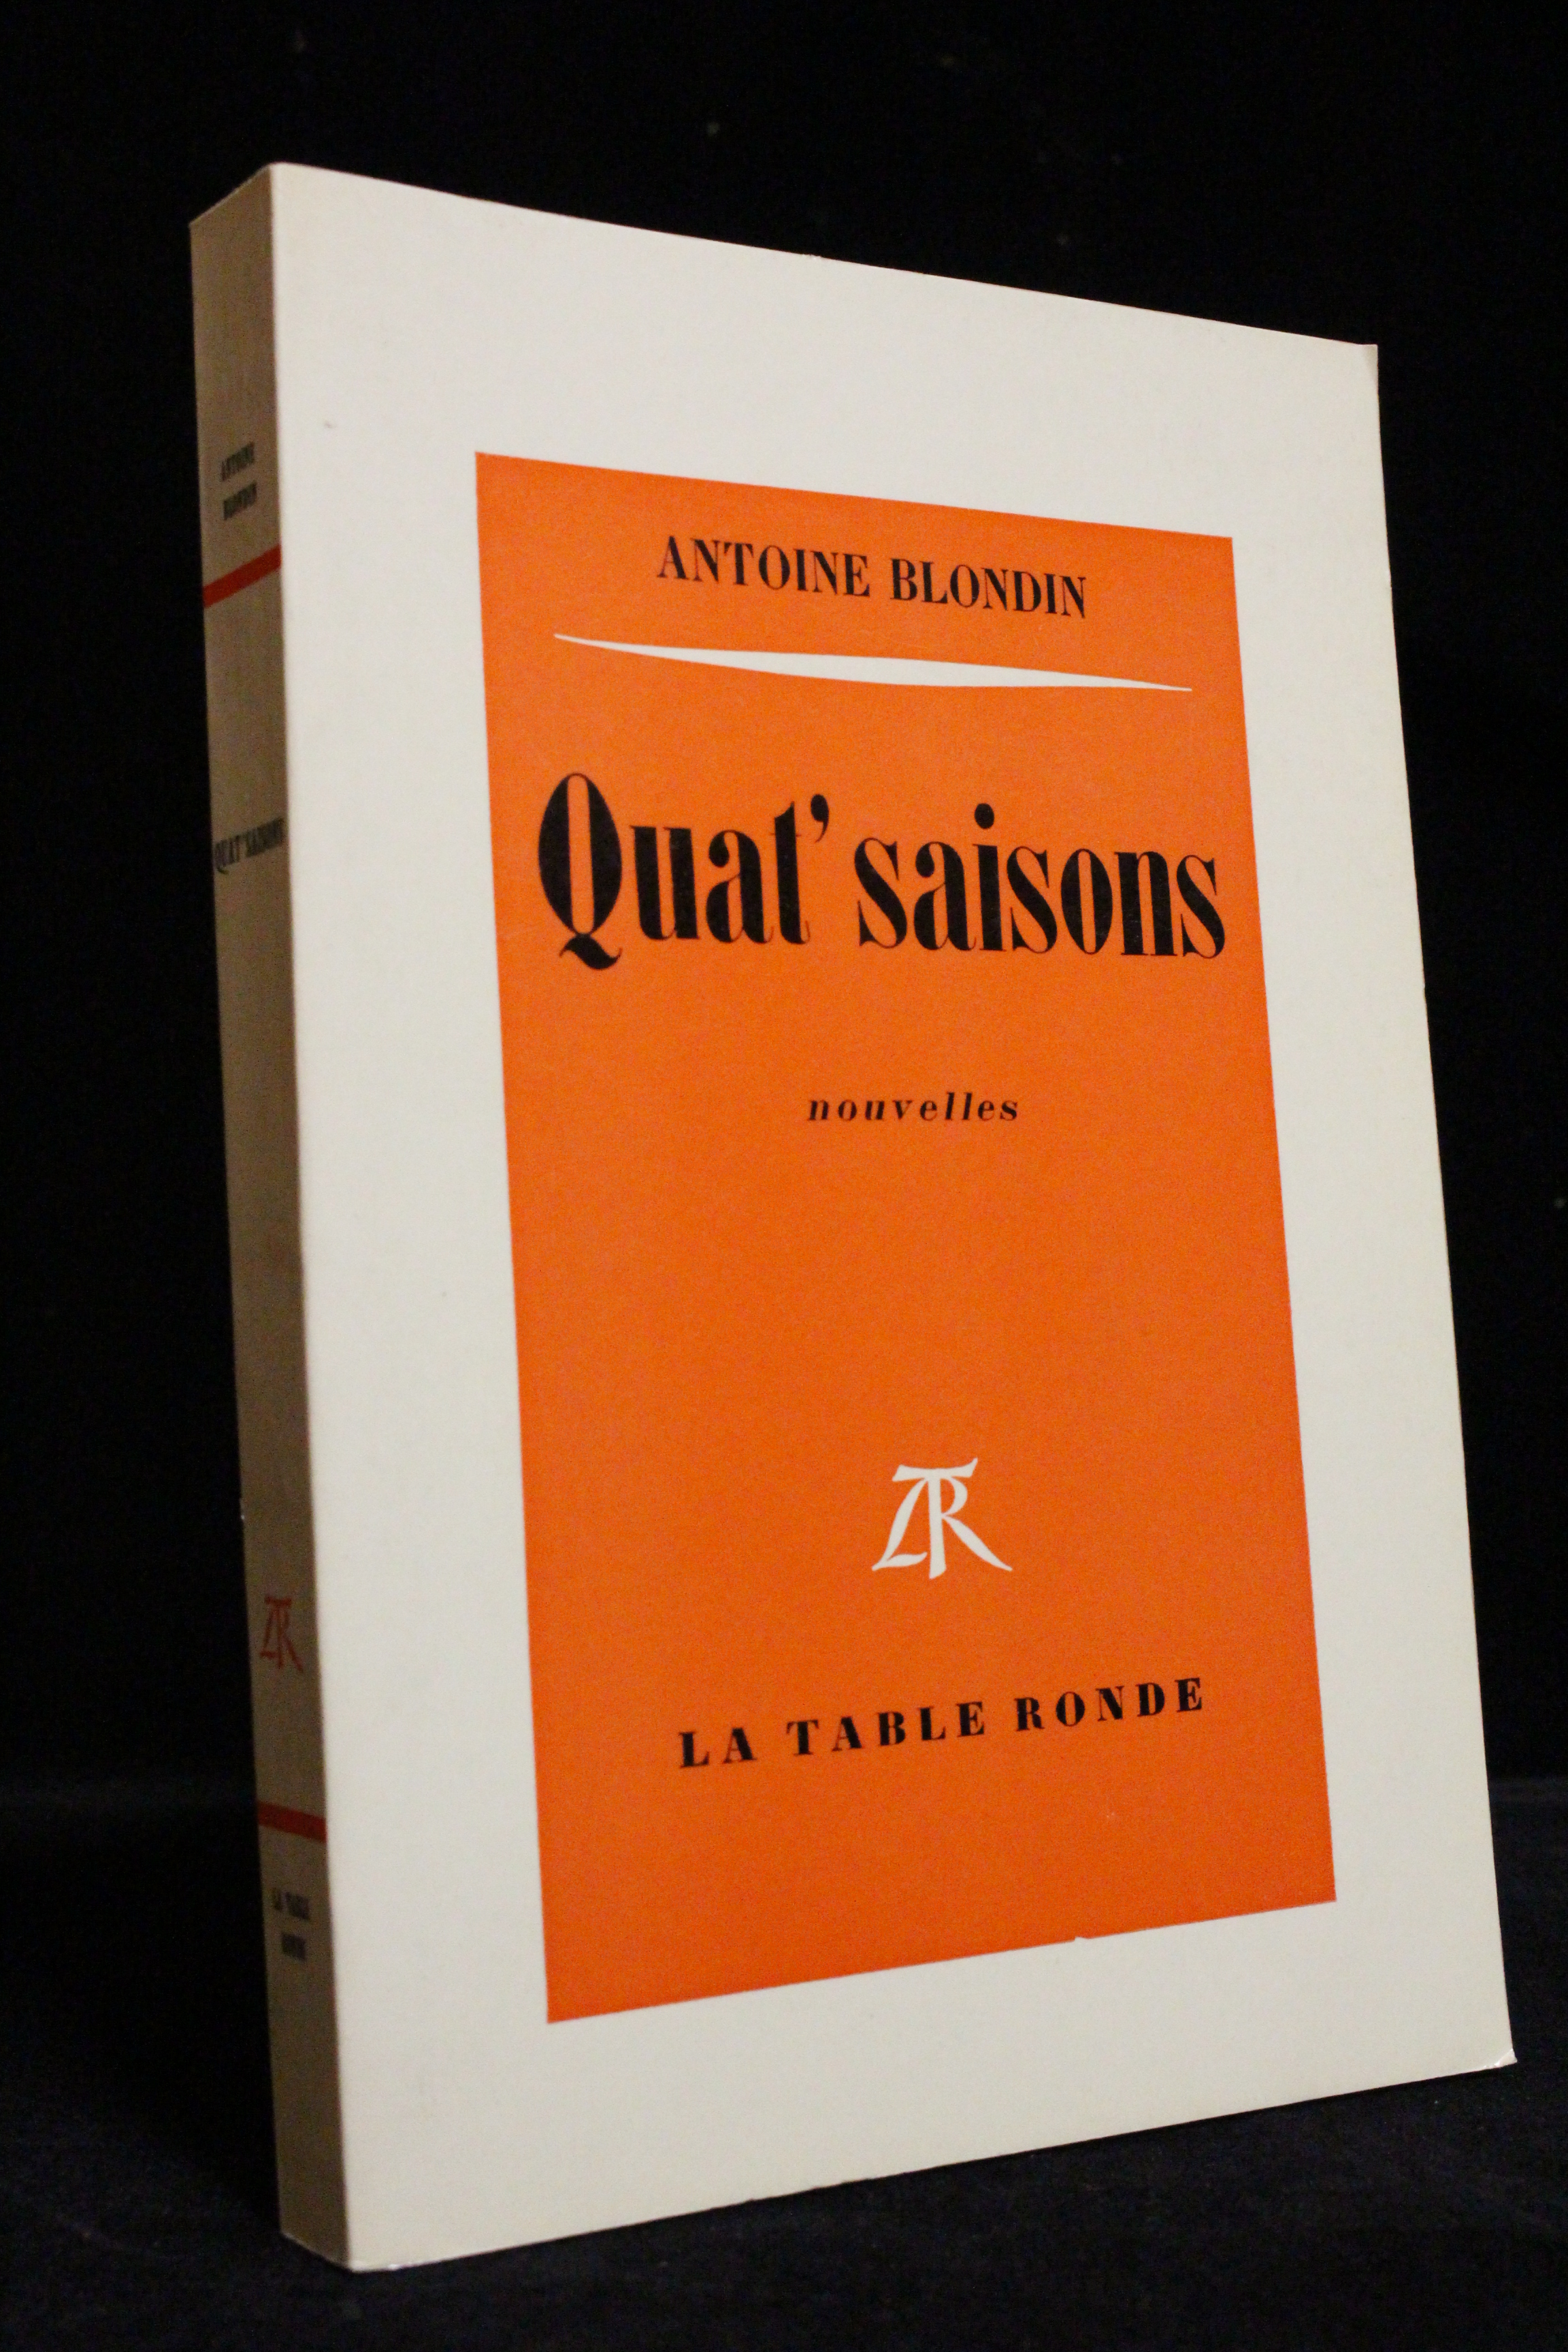 ANTOINE BLONDIN
Quat' saisons
nouvelles
LTR
LA TABLE RONDE
ANTOINE
BLONDIN
QUAT'SAISONS
LTR
LA TABLE
RONDE